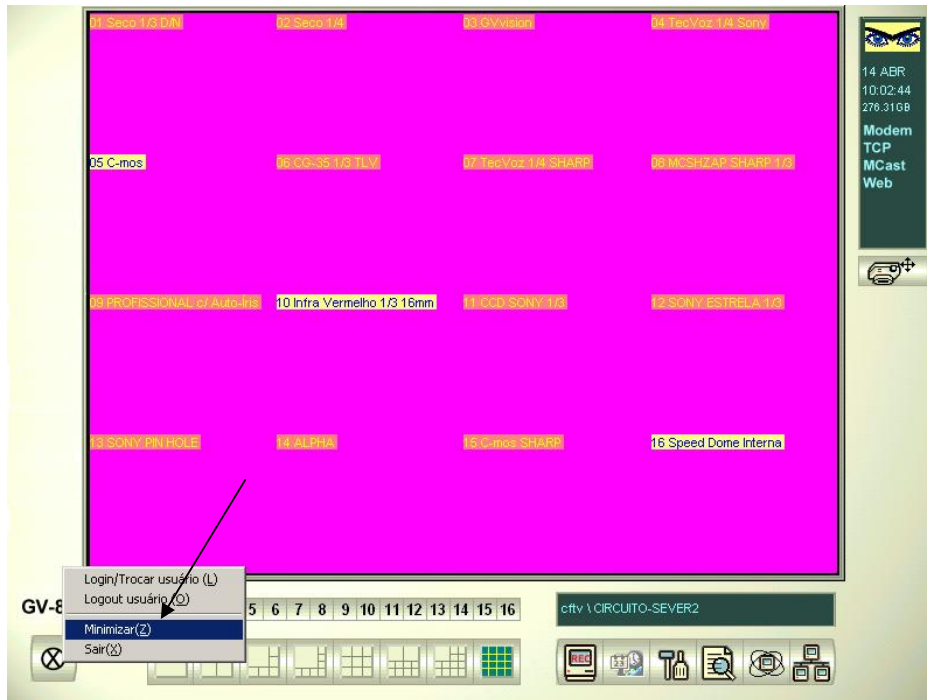 01 Seco 1/3 D/N
02 Seco 1/4
03 GVvision
04 TecVoz 1/4 Sony
14 ABR
10:02:44
276.31GB
Modem
TCP
MCast
Web
05 C-mos
06 CG-35 1/3 TLV
07 TecVoz 1/4 SHARP
08 MCSHZAP SHARP 1/3
09 PROFISSIONAL c/ Auto-Íris
10 Infra Vermelho 1/3 16mm
11 CCD SONY 1/3
12 SONY ESTRELA 1/3
13 SONY PIN HOLE
14 ALPHA
15 C-mos SHARP
16 Speed Dome Interna
Login/Trocar usuário (L)
Logout usuário (O)
Minimizar(Z)
Sair(X)
GV-8
5 6 7 8 9 10 11 12 13 14 15 16
cftv \ CIRCUITO-SEVER2
REC